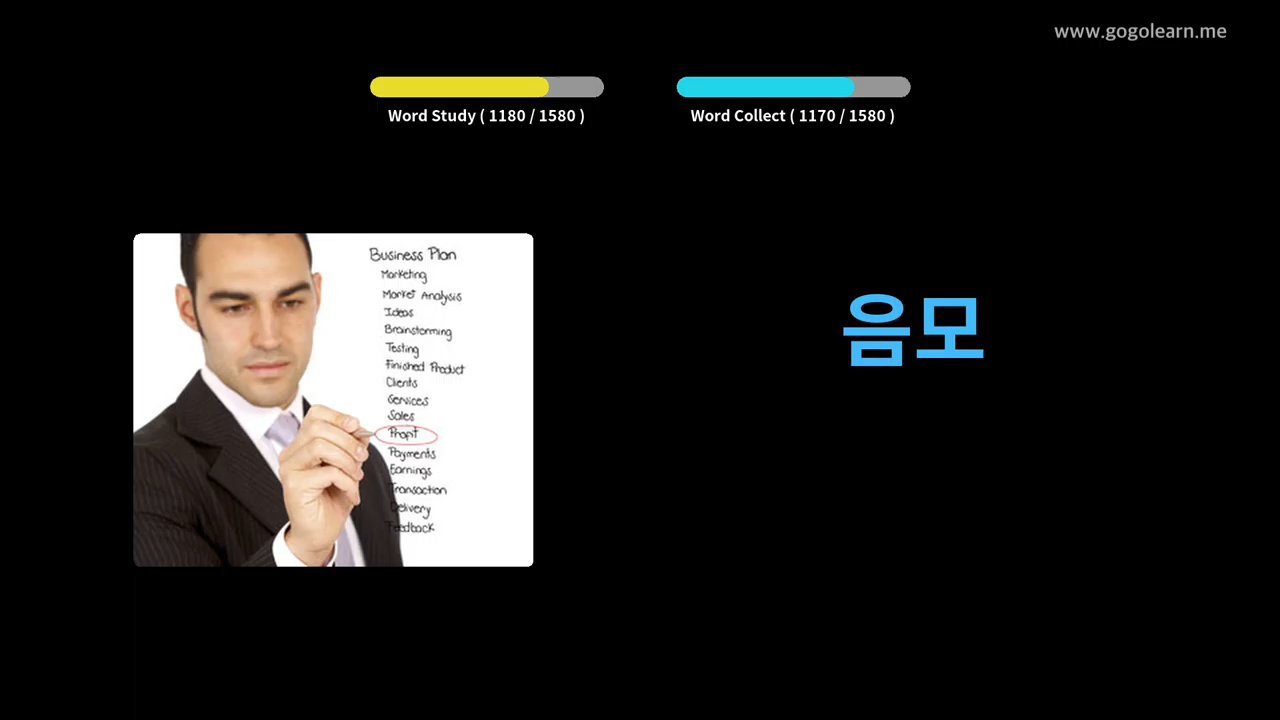 www.gogolearn.me
Word Study ( 1180 / 1580 )
Word Collect ( 1170 / 1580 )
Business Plan
Marketing
Market Analysis
Ideas
Brainstorming
Testing
Finished Product
Clients
Services
Sales
Profit
Payments
Earnings
Transaction
Delivery
Feedback
음모